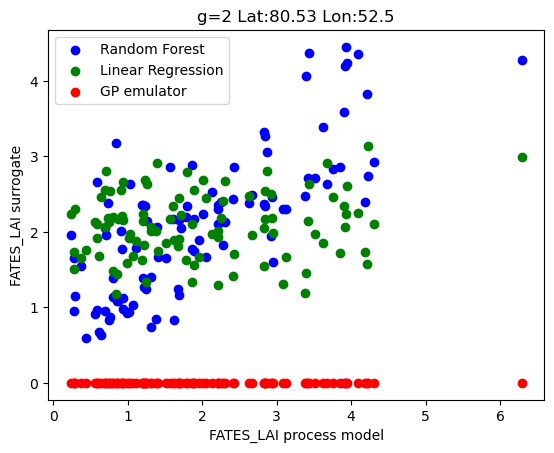 g=2 Lat:80.53 Lon:52.5
Random Forest
Linear Regression
GP emulator
FATES_LAI surrogate
4
3
2
1
0
0 1 2 3 4 5 6
FATES_LAI process model